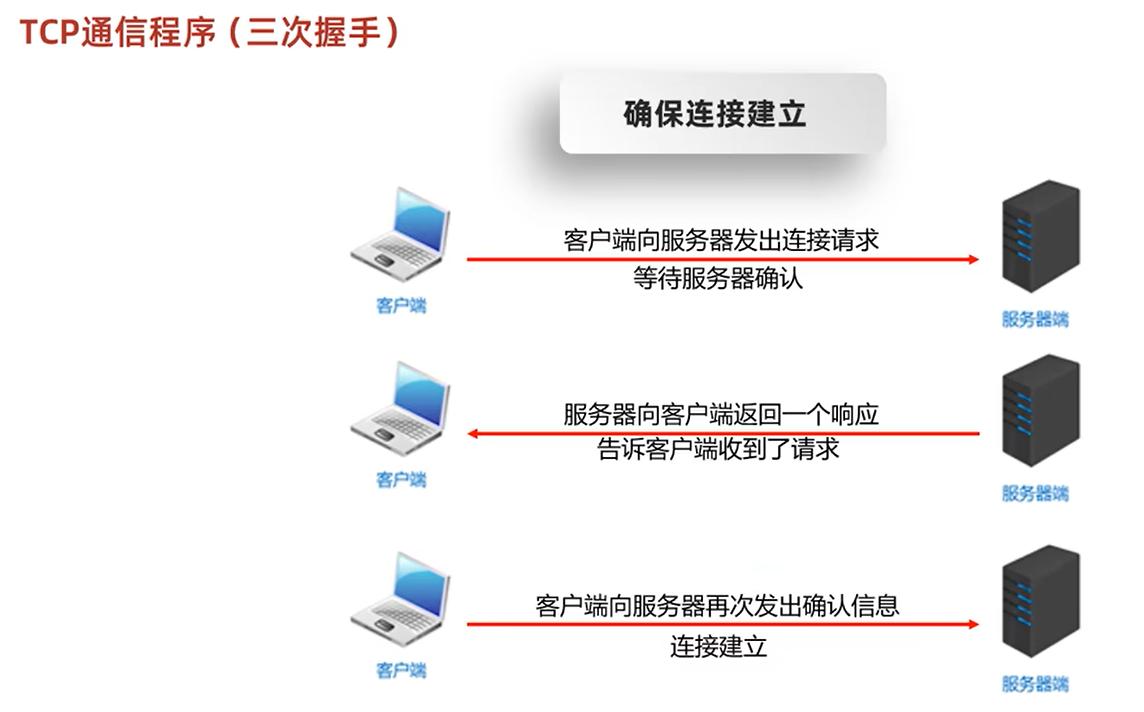 TCP通信程序（三次握手）
确保连接建立
客户端向服务器发出连接请求
等待服务器确认
客户端
服务器端
服务器向客户端返回一个响应
告诉客户端收到了请求
客户端
服务器端
客户端向服务器再次发出确认信息
连接建立
客户端
服务器端